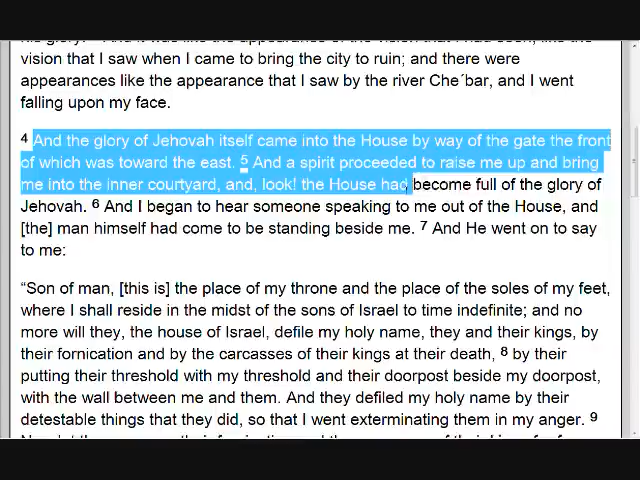 vision that I saw when I came to bring the city to ruin; and there were
appearances like the appearance that I saw by the river Che´bar, and I went
falling upon my face.
4 And the glory of Jehovah itself came into the House by way of the gate the front
of which was toward the east. 5 And a spirit proceeded to raise me up and bring
me into the inner courtyard, and, look! the House had become full of the glory of
Jehovah. 6 And I began to hear someone speaking to me out of the House, and
[the] man himself had come to be standing beside me. 7 And He went on to say
to me:
“Son of man, [this is] the place of my throne and the place of the soles of my feet,
where I shall reside in the midst of the sons of Israel to time indefinite; and no
more will they, the house of Israel, defile my holy name, they and their kings, by
their fornication and by the carcasses of their kings at their death, 8 by their
putting their threshold with my threshold and their doorpost beside my doorpost,
with the wall between me and them. And they defiled my holy name by their
detestable things that they did, so that I went exterminating them in my anger. 9